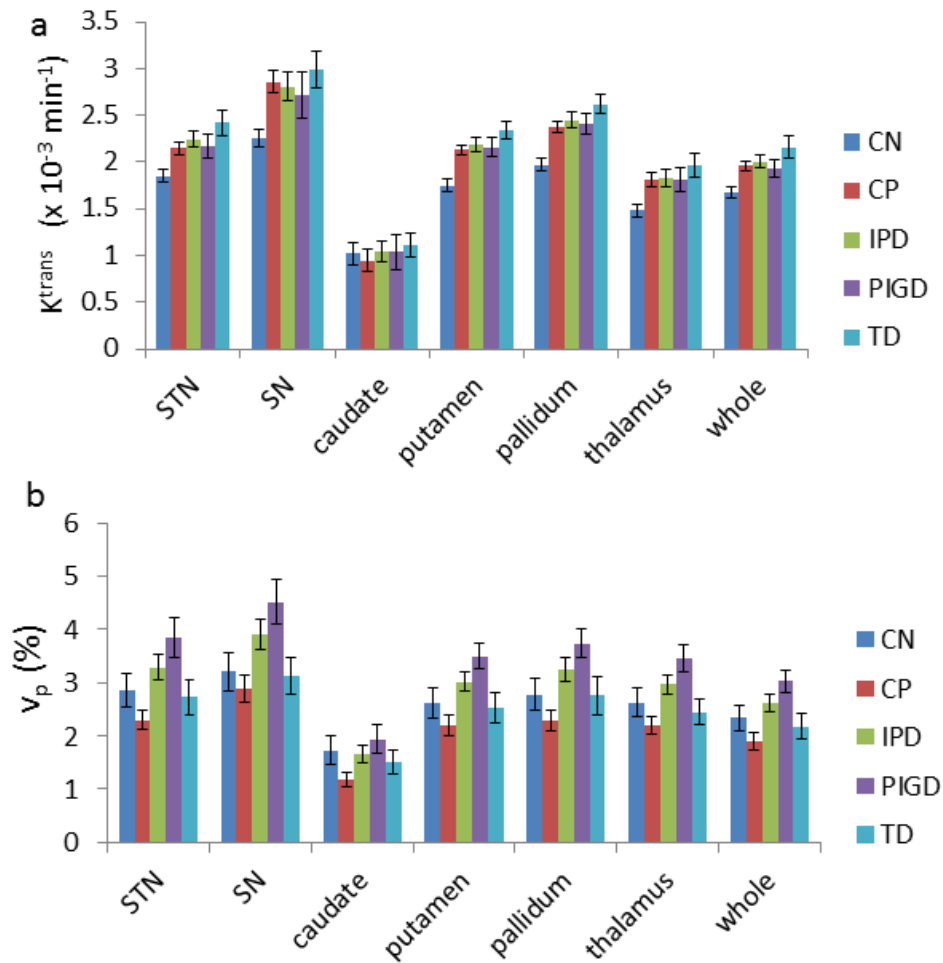 a
3.5
3
2.5
2
1.5
1
0.5
0
Kᵗʳᵃⁿˢ (x 10⁻³ min⁻¹)
STN
SN
caudate
putamen
pallidum
thalamus
whole
CN
CP
IPD
PIGD
TD
b
6
5
4
3
2
1
0
vₚ (%)
STN
SN
caudate
putamen
pallidum
thalamus
whole
CN
CP
IPD
PIGD
TD